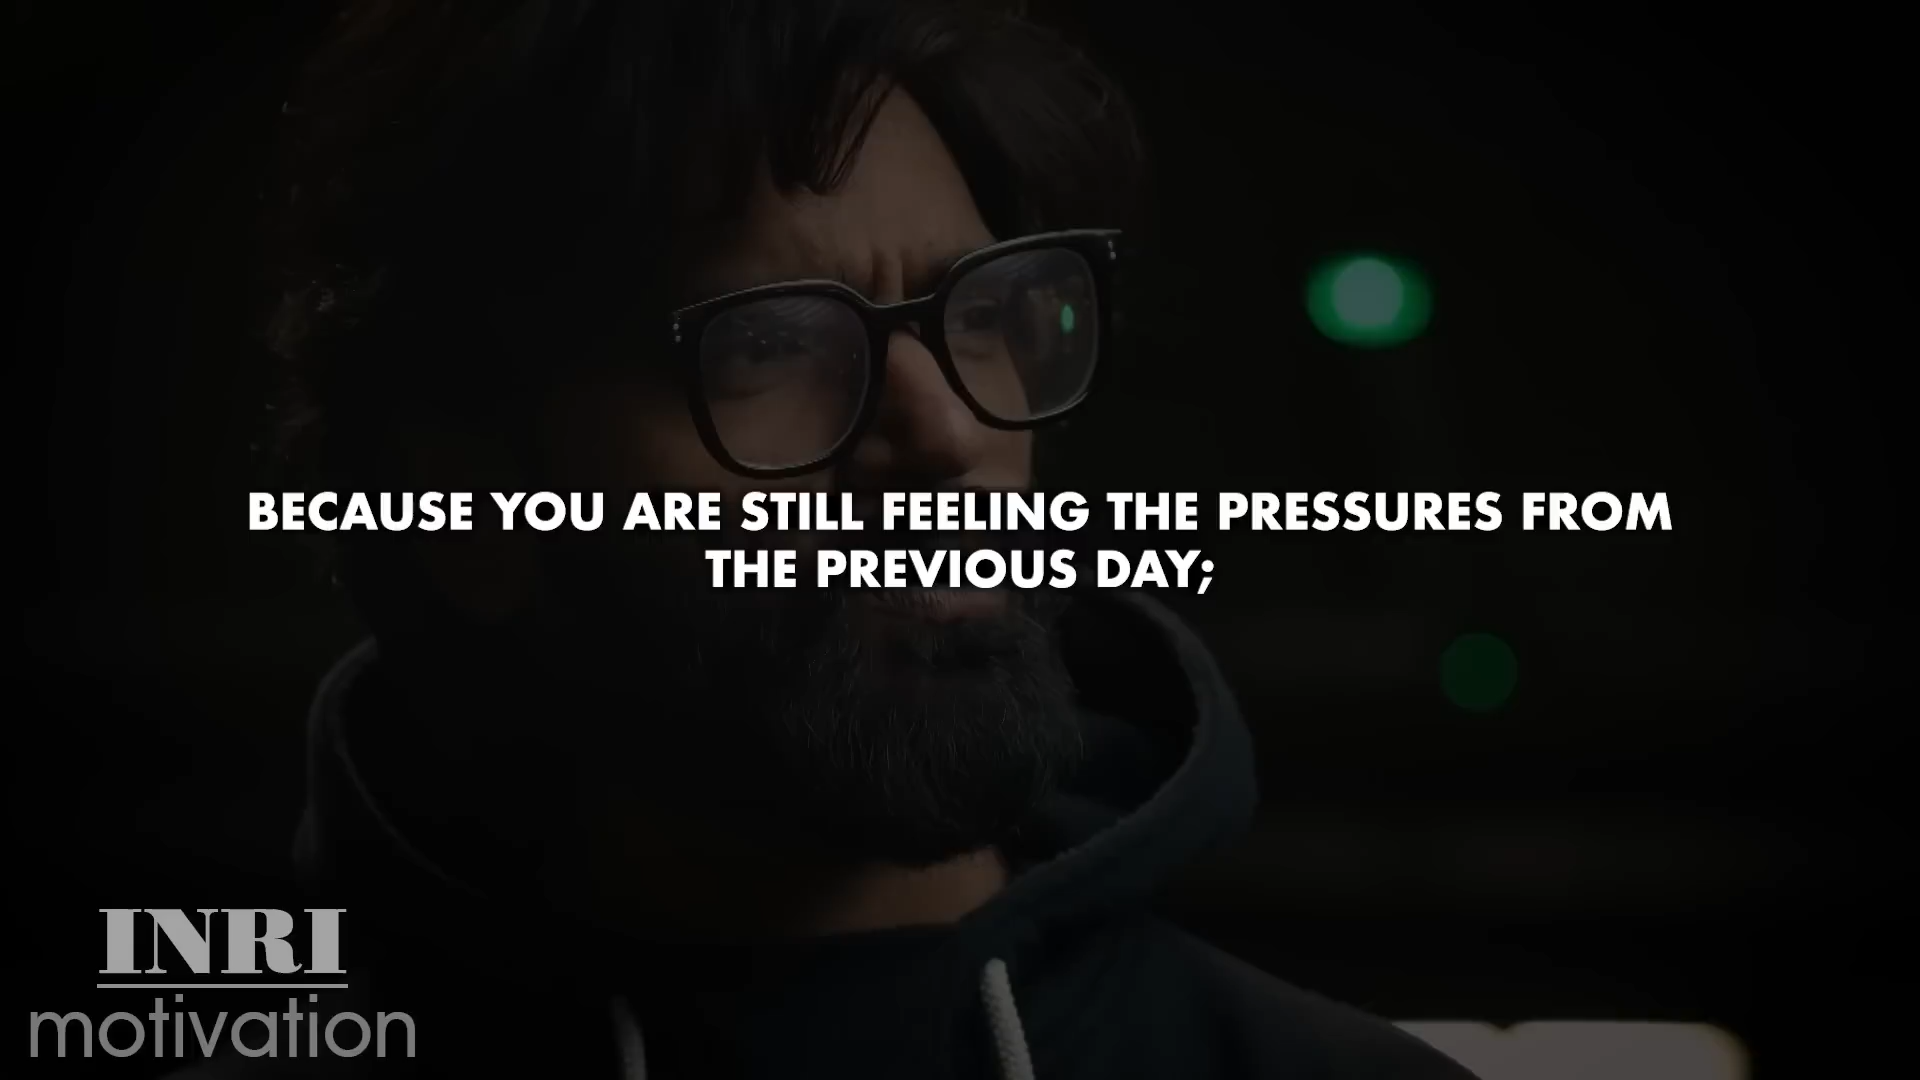 BECAUSE YOU ARE STILL FEELING THE PRESSURES FROM
THE PREVIOUS DAY;
INRI
motivation